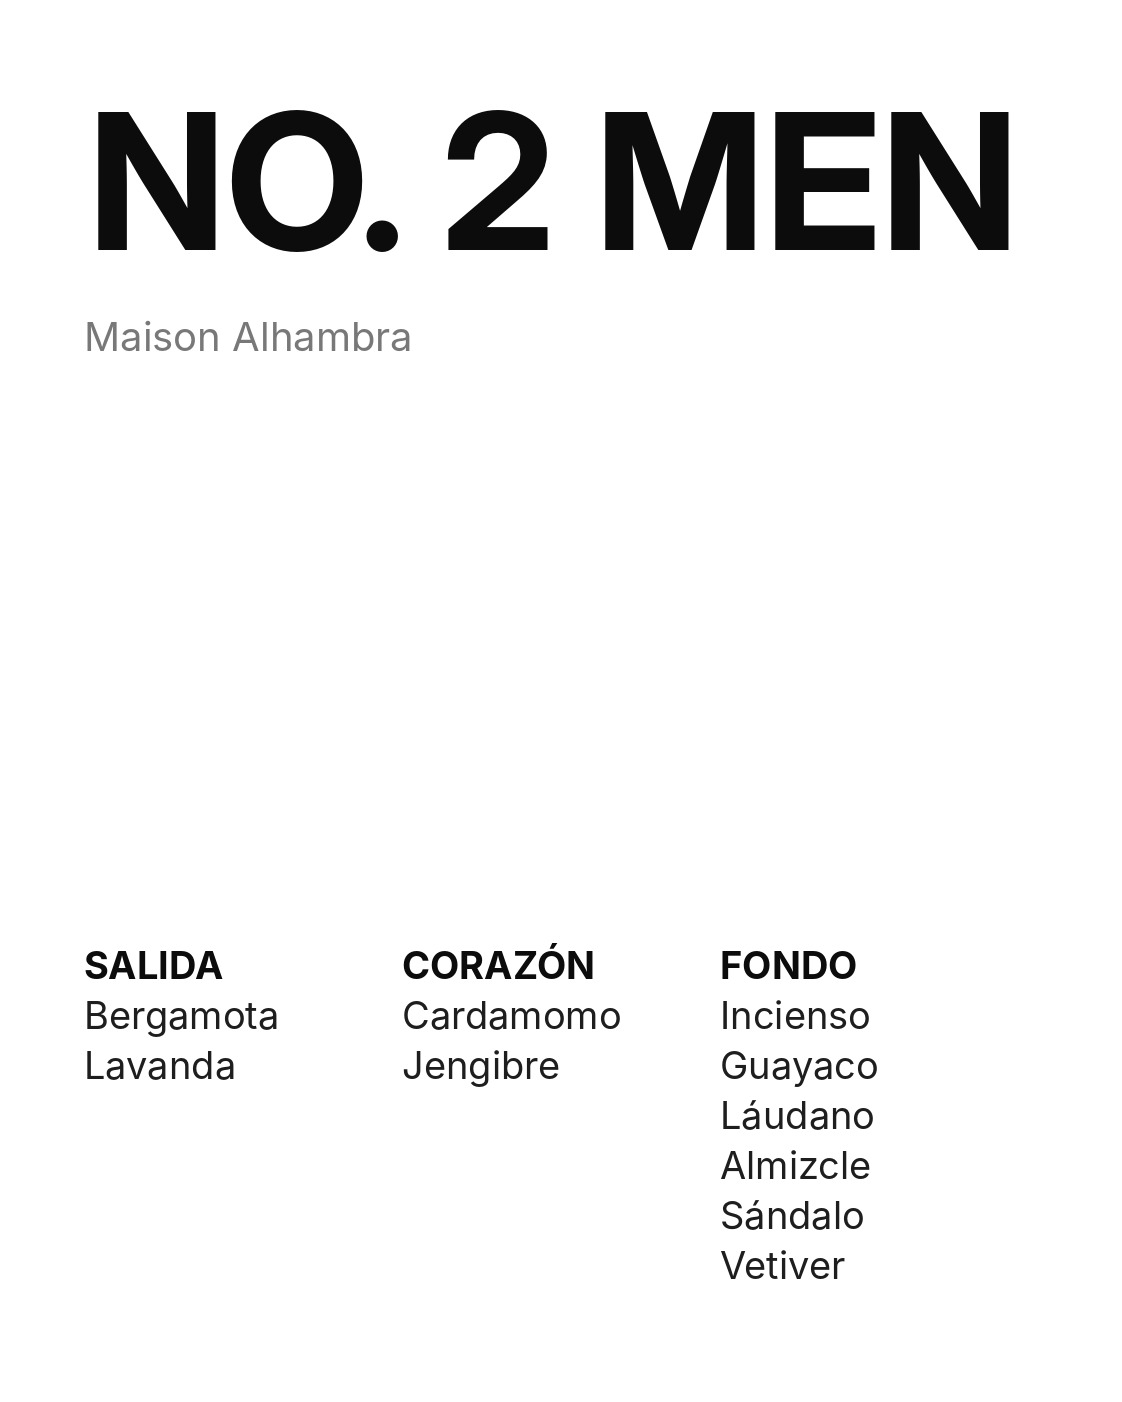 NO. 2 MEN
Maison Alhambra
SALIDA
Bergamota
Lavanda
CORAZÓN
Cardamomo
Jengibre
FONDO
Incienso
Guayaco
Láudano
Almizcle
Sándalo
Vetiver